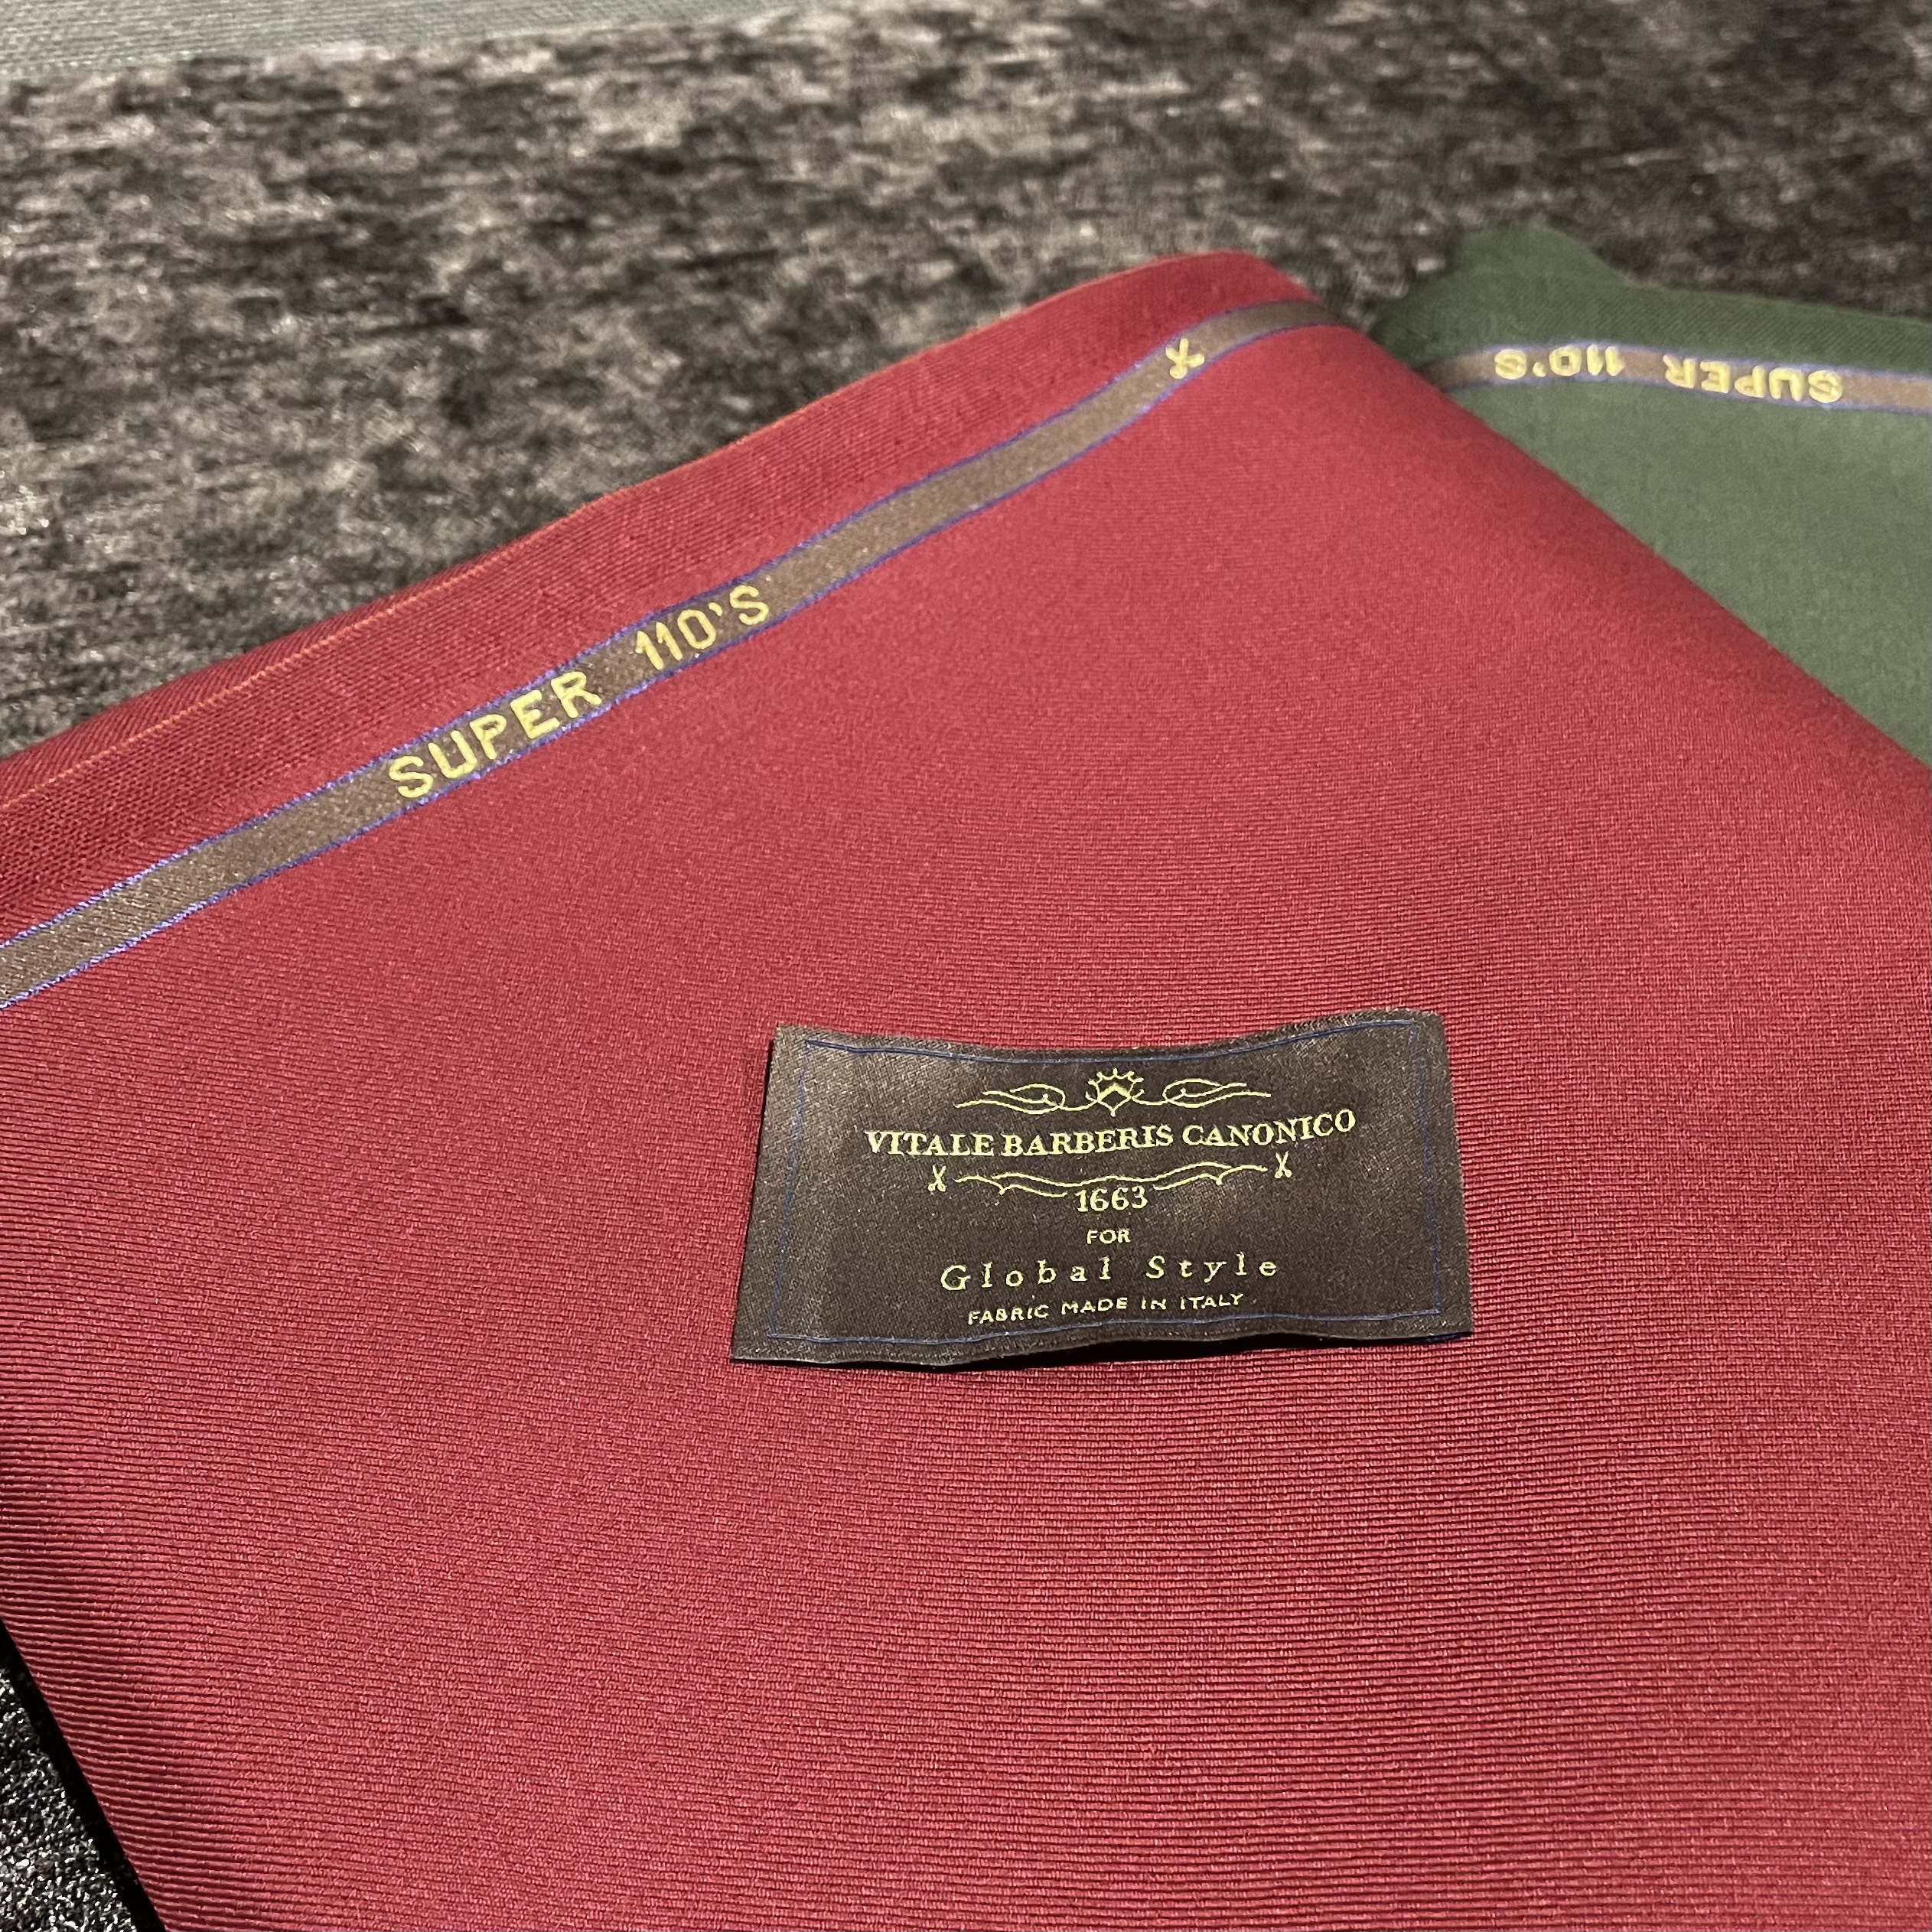 SUPER 110'S
SUPER 110'S
VITALE BARBERIS CANONICO
1663
FOR
Global Style
FABRIC MADE IN ITALY